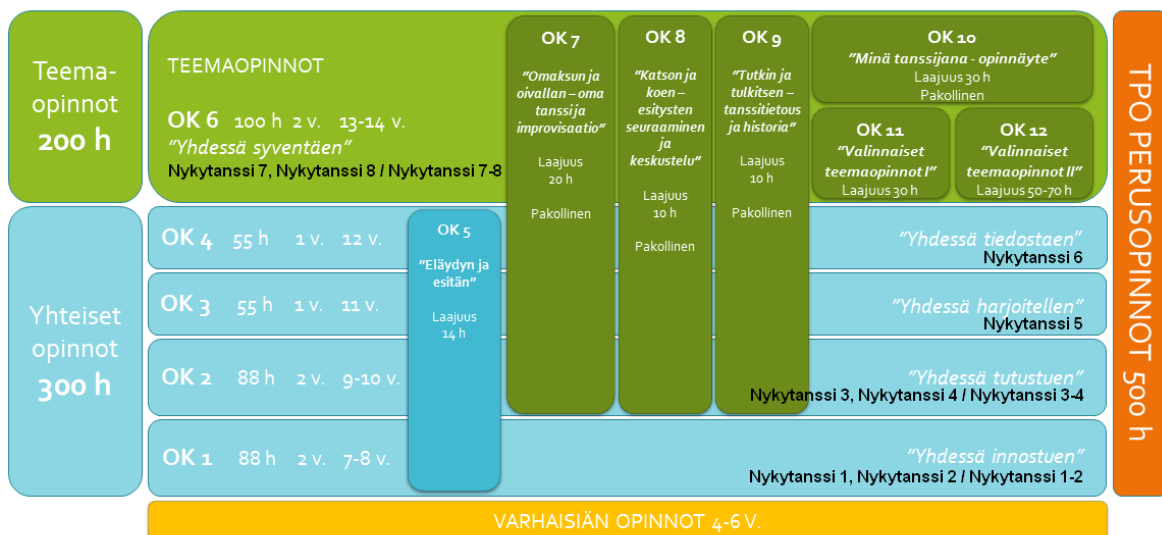 Teema-
opinnot
200 h
TEEMAOPINNOT
OK 6 100 h 2 v. 13-14 v.
"Yhdessä syventäen"
Nykytanssi 7, Nykytanssi 8 / Nykytanssi 7-8
OK 7
"Omaksun ja
oivallan – oma
tanssi ja
improvisaatio"
Laajuus
20 h
Pakollinen
OK 8
"Katson ja
koen –
esitysten
seuraaminen
ja
keskustelu"
Laajuus
10 h
Pakollinen
OK 9
"Tutkin ja
tulkitsen –
tanssitietous
ja historia"
Laajuus
10 h
Pakollinen
OK 10
"Minä tanssijana - opinnäyte"
Laajuus 30 h
Pakollinen
OK 11
"Valinnaiset
teemaopinnot I"
Laajuus 30 h
OK 12
"Valinnaiset
teemaopinnot II"
Laajuus 50-70 h
Yhteiset
opinnot
300 h
OK 4 55 h 1 v. 12 v.
"Yhdessä tiedostaen"
Nykytanssi 6
OK 5
"Eläydyn ja
esitän"
Laajuus
14 h
OK 3 55 h 1 v. 11 v.
"Yhdessä harjoitellen"
Nykytanssi 5
OK 2 88 h 2 v. 9-10 v.
"Yhdessä tutustuen"
Nykytanssi 3, Nykytanssi 4 / Nykytanssi 3-4
OK 1 88 h 2 v. 7-8 v.
"Yhdessä innostuen"
Nykytanssi 1, Nykytanssi 2 / Nykytanssi 1-2
VARHAISIÄN OPINNOT 4-6 V.
TPO PERUSOPINNOT 500 h